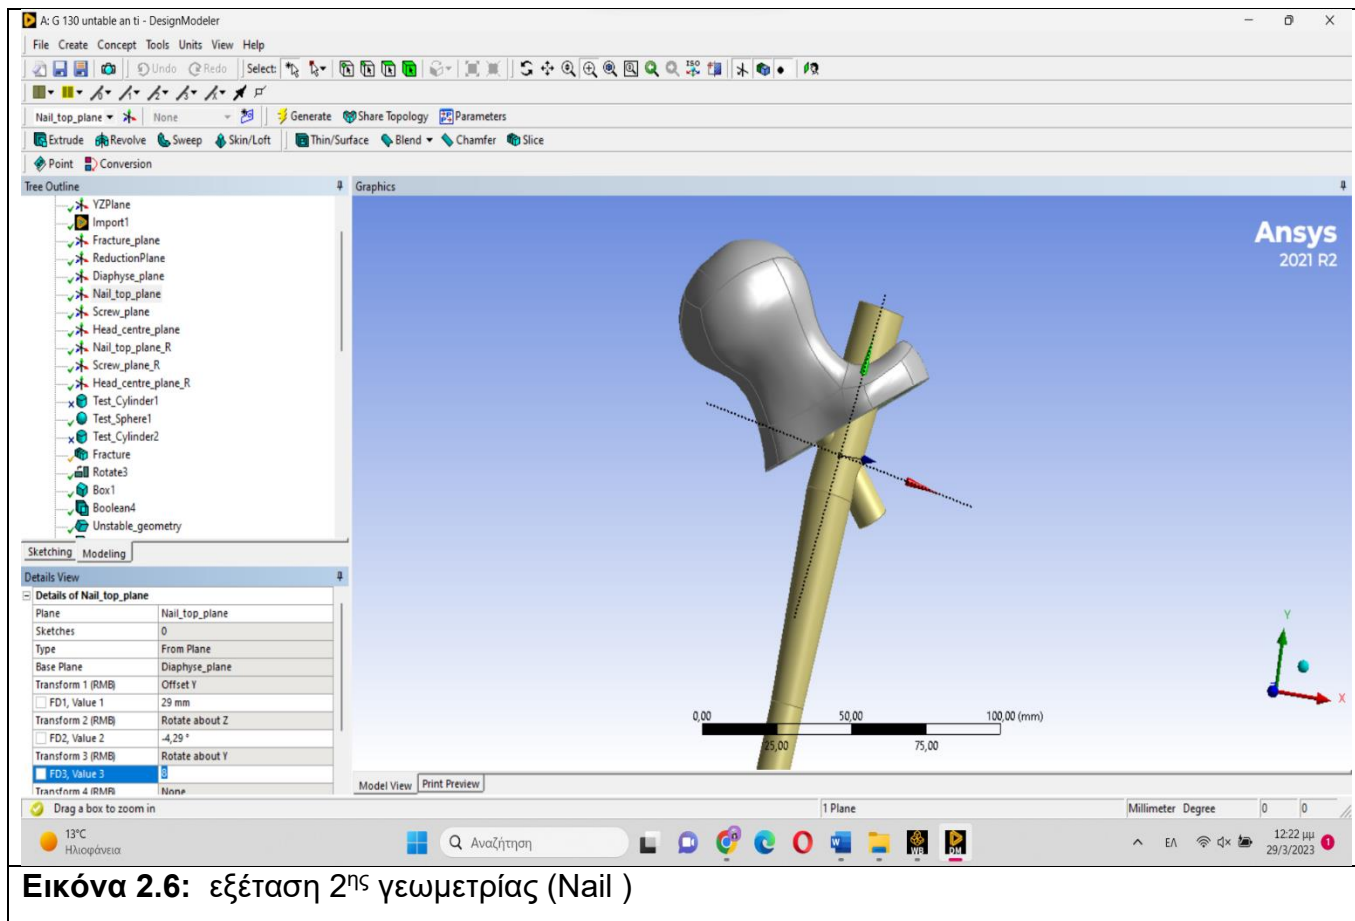 A: G 130 untable an ti - DesignModeler
File Create Concept Tools Units View Help
Undo Redo Select:
ISO
Nail_top_plane None Generate Share Topology Parameters
Extrude Revolve Sweep Skin/Loft Thin/Surface Blend Chamfer Slice
Point Conversion
Tree Outline
YZPlane
Import1
Fracture_plane
ReductionPlane
Diaphyse_plane
Nail_top_plane
Screw_plane
Head_centre_plane
Nail_top_plane_R
Screw_plane_R
Head_centre_plane_R
Test_Cylinder1
Test_Sphere1
Test_Cylinder2
Fracture
Rotate3
Box1
Boolean4
Unstable_geometry
Sketching Modeling
Details View
Details of Nail_top_plane
Plane Nail_top_plane
Sketches 0
Type From Plane
Base Plane Diaphyse_plane
Transform 1 (RMB) Offset Y
FD1, Value 1 29 mm
Transform 2 (RMB) Rotate about Z
FD2, Value 2 -4,29 °
Transform 3 (RMB) Rotate about Y
FD3, Value 3 8
Transform 4 (RMB) None
Graphics
Ansys
2021 R2
Y
X
0,00 50,00 100,00 (mm)
25,00 75,00
Model View Print Preview
Drag a box to zoom in 1 Plane Millimeter Degree 0 0
13°C
Ηλιοφάνεια
Αναζήτηση
WB DM
ΕΛ
12:22 μμ
29/3/2023
1
Εικόνα 2.6: εξέταση 2ης γεωμετρίας (Nail )